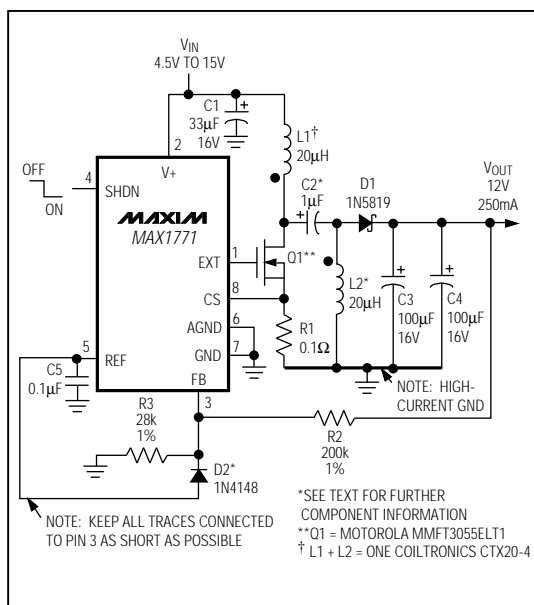 VIN
4.5V TO 15V
C1
33µF
16V
L1†
20µH
2
V+
OFF
ON
4
SHDN
MAXIM
MAX1771
EXT
1
Q1**
CS
8
AGND
6
GND
7
5
REF
FB
3
C2*
1µF
D1
1N5819
VOUT
12V
250mA
L2*
20µH
C3
100µF
16V
C4
100µF
16V
R1
0.1Ω
C5
0.1µF
R3
28k
1%
NOTE: HIGH-
CURRENT GND
R2
200k
1%
D2*
1N4148
NOTE: KEEP ALL TRACES CONNECTED
TO PIN 3 AS SHORT AS POSSIBLE
*SEE TEXT FOR FURTHER
COMPONENT INFORMATION
**Q1 = MOTOROLA MMFT3055ELT1
† L1 + L2 = ONE COILTRONICS CTX20-4